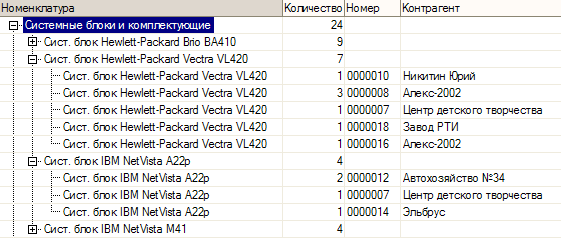 Номенклатура Количество Номер Контрагент
Системные блоки и комплектующие 24
Сист. блок Hewlett-Packard Brio BA410 9
Сист. блок Hewlett-Packard Vectra VL420 7
Сист. блок Hewlett-Packard Vectra VL420 1 0000010 Никитин Юрий
Сист. блок Hewlett-Packard Vectra VL420 3 0000008 Алекс-2002
Сист. блок Hewlett-Packard Vectra VL420 1 0000007 Центр детского творчества
Сист. блок Hewlett-Packard Vectra VL420 1 0000018 Завод РТИ
Сист. блок Hewlett-Packard Vectra VL420 1 0000016 Алекс-2002
Сист. блок IBM NetVista A22p 4
Сист. блок IBM NetVista A22p 2 0000012 Автохозяйство №34
Сист. блок IBM NetVista A22p 1 0000007 Центр детского творчества
Сист. блок IBM NetVista A22p 1 0000014 Эльбрус
Сист. блок IBM NetVista M41 4